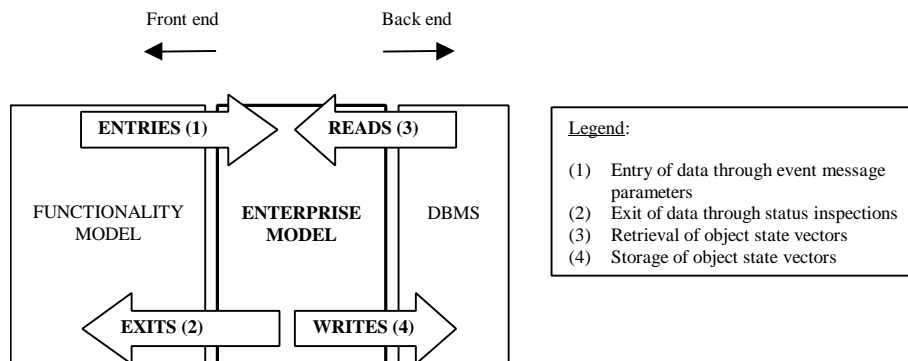 Front end
Back end
ENTRIES (1)
READS (3)
FUNCTIONALITY
MODEL
ENTERPRISE
MODEL
DBMS
EXITS (2)
WRITES (4)
Legend:
(1) Entry of data through event message
parameters
(2) Exit of data through status inspections
(3) Retrieval of object state vectors
(4) Storage of object state vectors